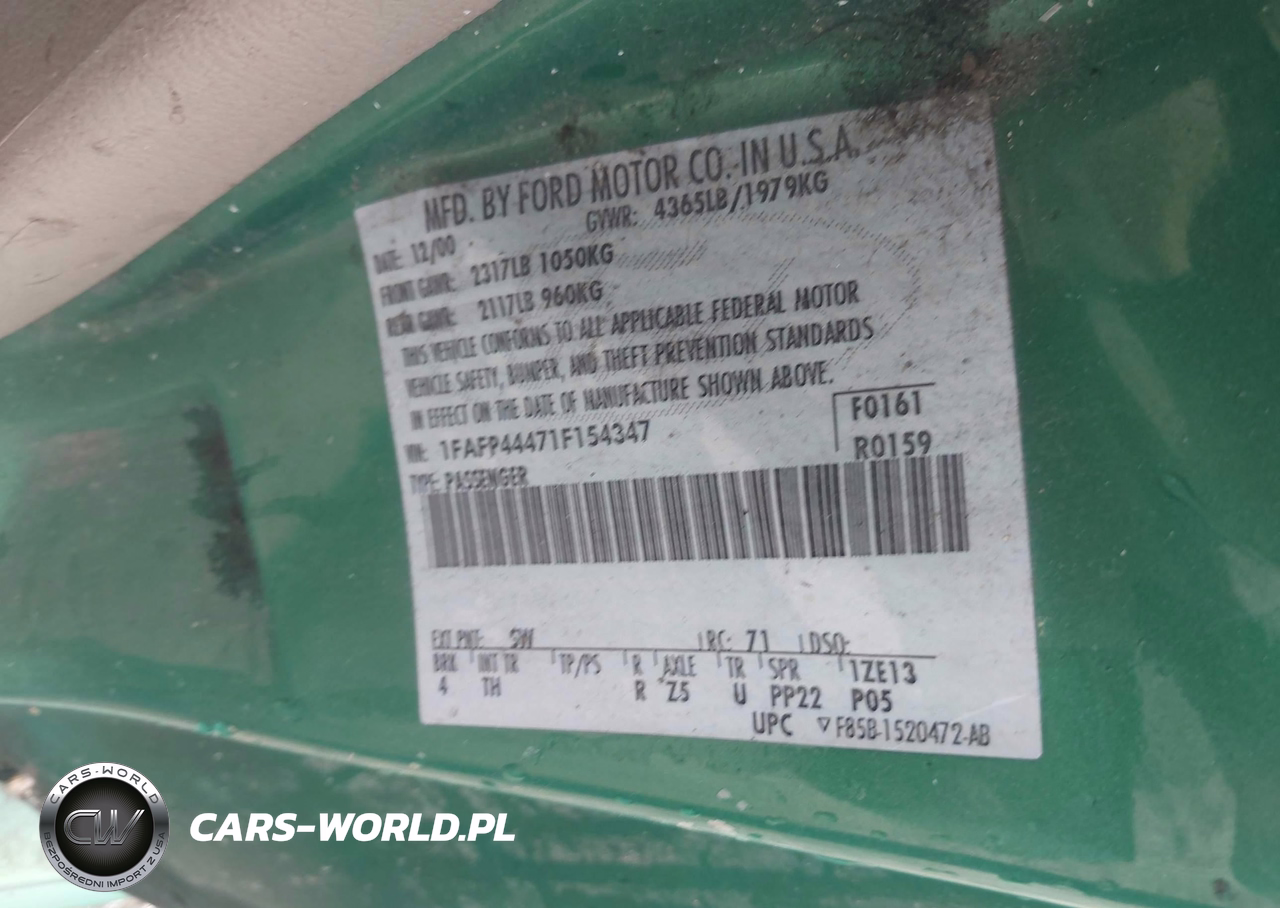 MFD. BY FORD MOTOR CO. IN U.S.A.
GVWR: 4365LB/1979KG
DATE: 12/00
FRONT GAWR: 2317LB 1050KG
REAR GAWR: 2117LB 960KG
THIS VEHICLE CONFORMS TO ALL APPLICABLE FEDERAL MOTOR
VEHICLE SAFETY, BUMPER, AND THEFT PREVENTION STANDARDS
IN EFFECT ON THE DATE OF MANUFACTURE SHOWN ABOVE.
VIN: 1FAFP44471F154347
F0161
TYPE: PASSENGER
R0159
EXT PNT: SW RC: 71 DSO:
BRK INT TR TP/PS R AXLE TR SPR 1ZE13
4 TH R Z5 U PP22 P05
UPC ▽ F85B-1520472-AB
CARS-WORLD
CW
BEZPOŚREDNI IMPORT Z USA
CARS-WORLD.PL